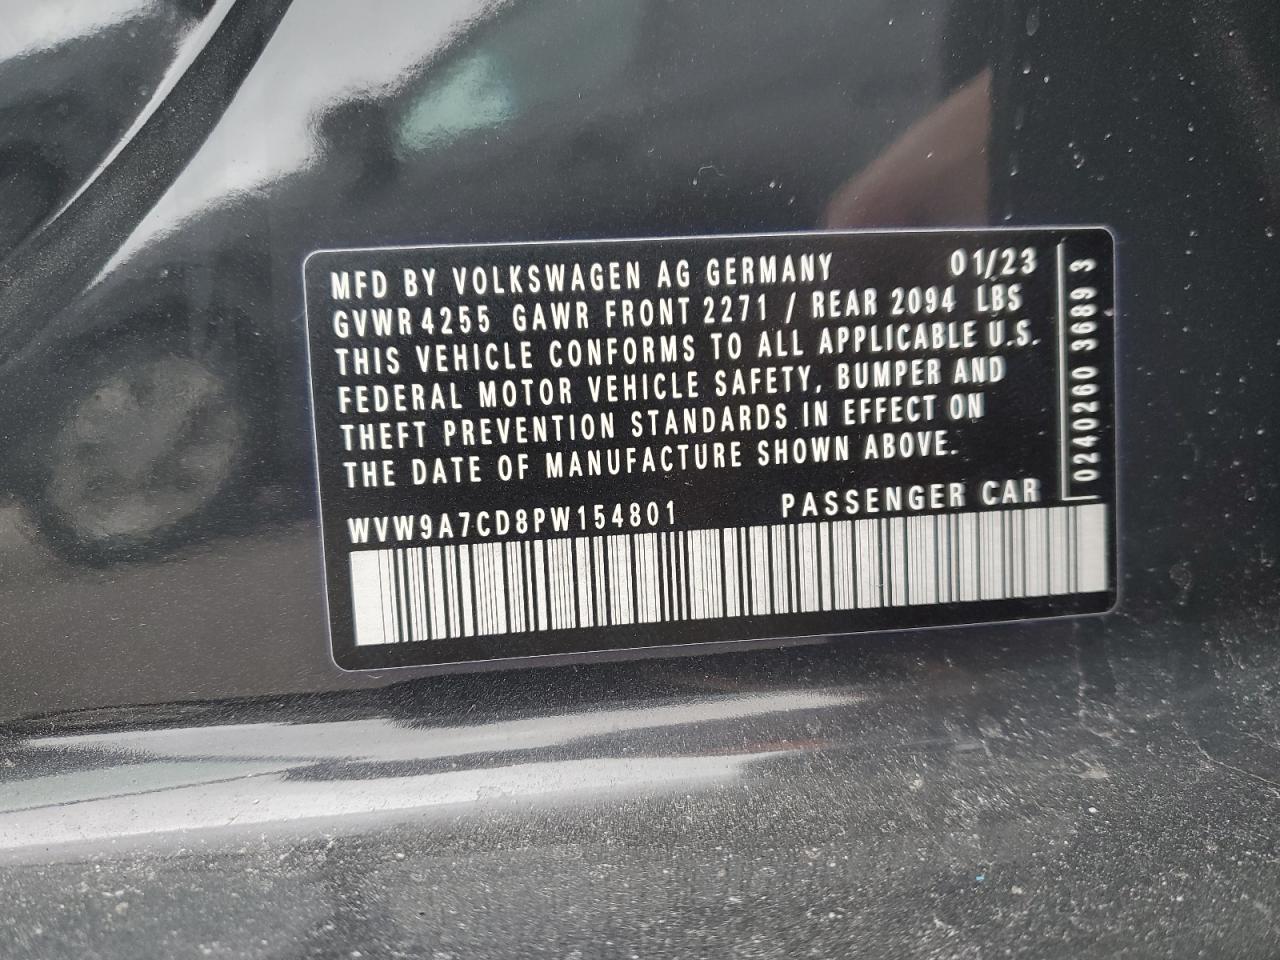 MFD BY VOLKSWAGEN AG GERMANY 01/23
GVWR 4255 GAWR FRONT 2271 / REAR 2094 LBS
THIS VEHICLE CONFORMS TO ALL APPLICABLE U.S.
FEDERAL MOTOR VEHICLE SAFETY, BUMPER AND
THEFT PREVENTION STANDARDS IN EFFECT ON
THE DATE OF MANUFACTURE SHOWN ABOVE.
WVW9A7CD8PW154801 PASSENGER CAR
0240260 3689 3